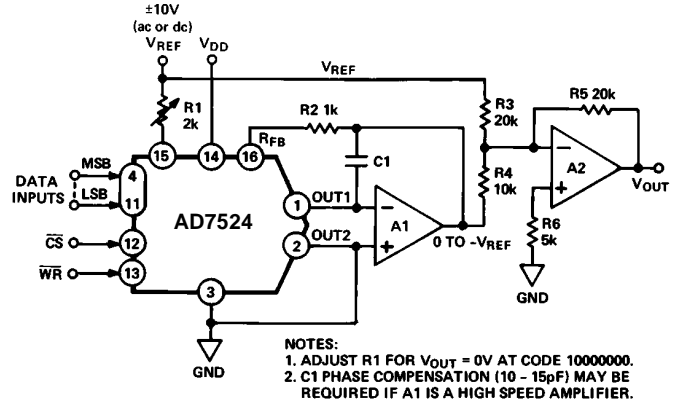 ±10V
(ac or dc)
VREF
VDD
VREF
R1
2k
R2 1k
RFB
C1
R3
20k
R4
10k
R5 20k
15
14
16
MSB
DATA
INPUTS
LSB
4
11
AD7524
1
OUT1
2
OUT2
A1
0 TO -VREF
A2
VOUT
R6
5k
GND
CS
12
WR
13
3
GND
NOTES:
1. ADJUST R1 FOR VOUT = 0V AT CODE 10000000.
2. C1 PHASE COMPENSATION (10 – 15pF) MAY BE
REQUIRED IF A1 IS A HIGH SPEED AMPLIFIER.